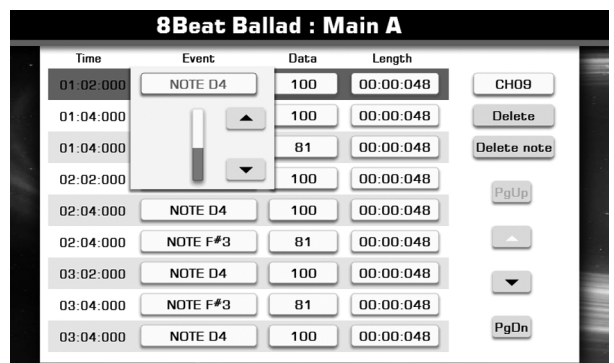 8Beat Ballad : Main A
Time Event Data Length
01:02:000 NOTE D4 100 00:00:048 CH09
01:04:000 100 00:00:048 Delete
01:04:000 81 00:00:048 Delete note
02:02:000 100 00:00:048
PgUp
02:04:000 NOTE D4 100 00:00:048
02:04:000 NOTE F#3 81 00:00:048
03:02:000 NOTE D4 100 00:00:048
03:04:000 NOTE F#3 81 00:00:048
03:04:000 NOTE D4 100 00:00:048 PgDn